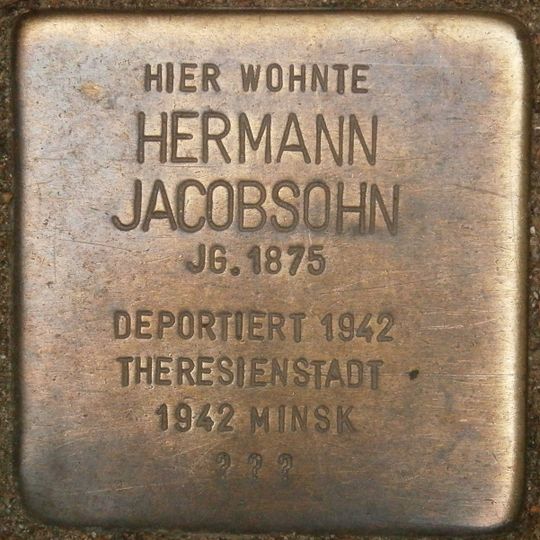 HIER WOHNTE
HERMANN
JACOBSOHN
JG. 1875
DEPORTIERT 1942
THERESIENSTADT
1942 MINSK
? ? ?